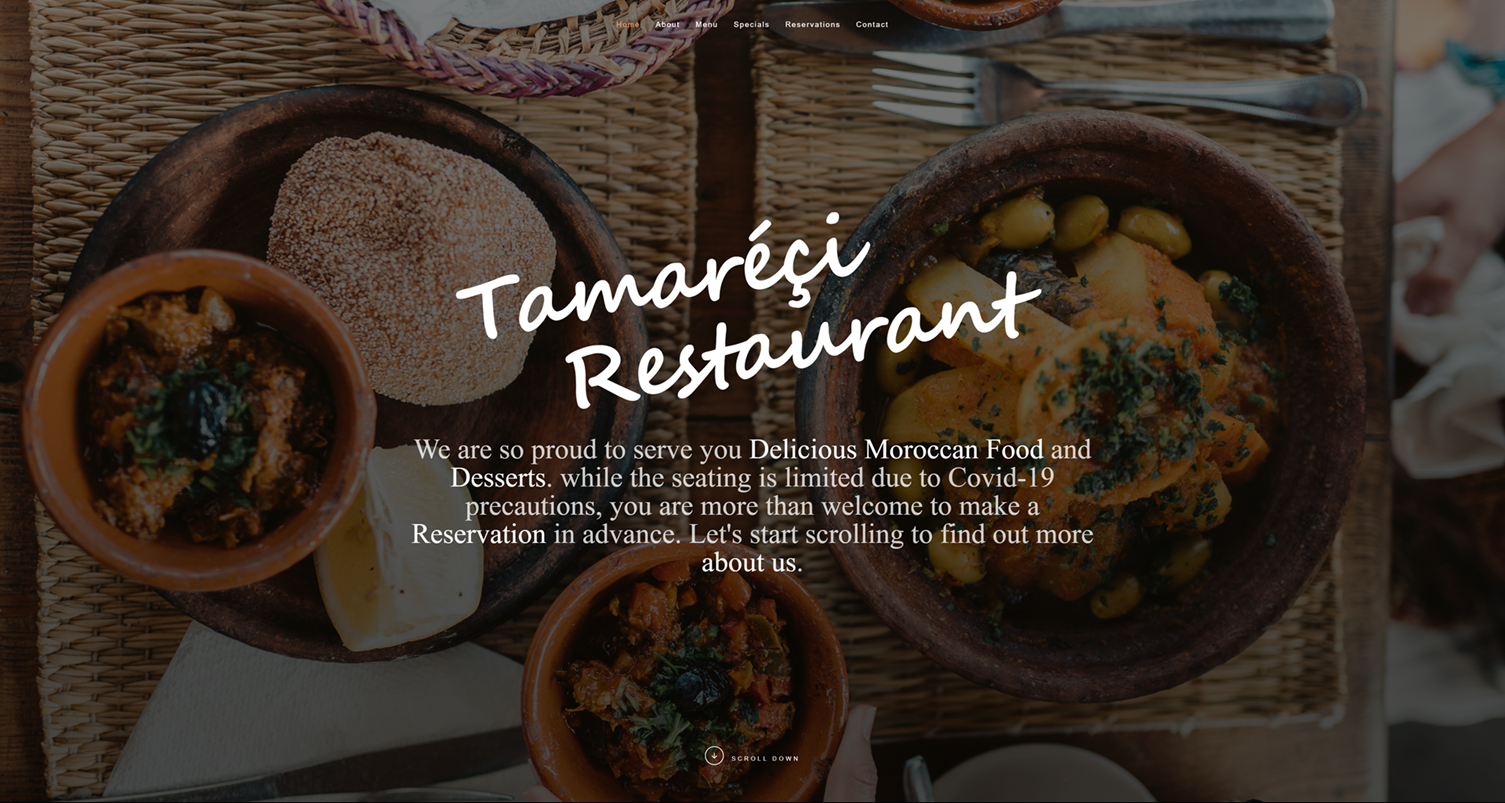 Home About Menu Specials Reservations Contact
Tamaréçi
Restaurant
We are so proud to serve you Delicious Moroccan Food and
Desserts. while the seating is limited due to Covid-19
precautions, you are more than welcome to make a
Reservation in advance. Let's start scrolling to find out more
about us.
SCROLL DOWN